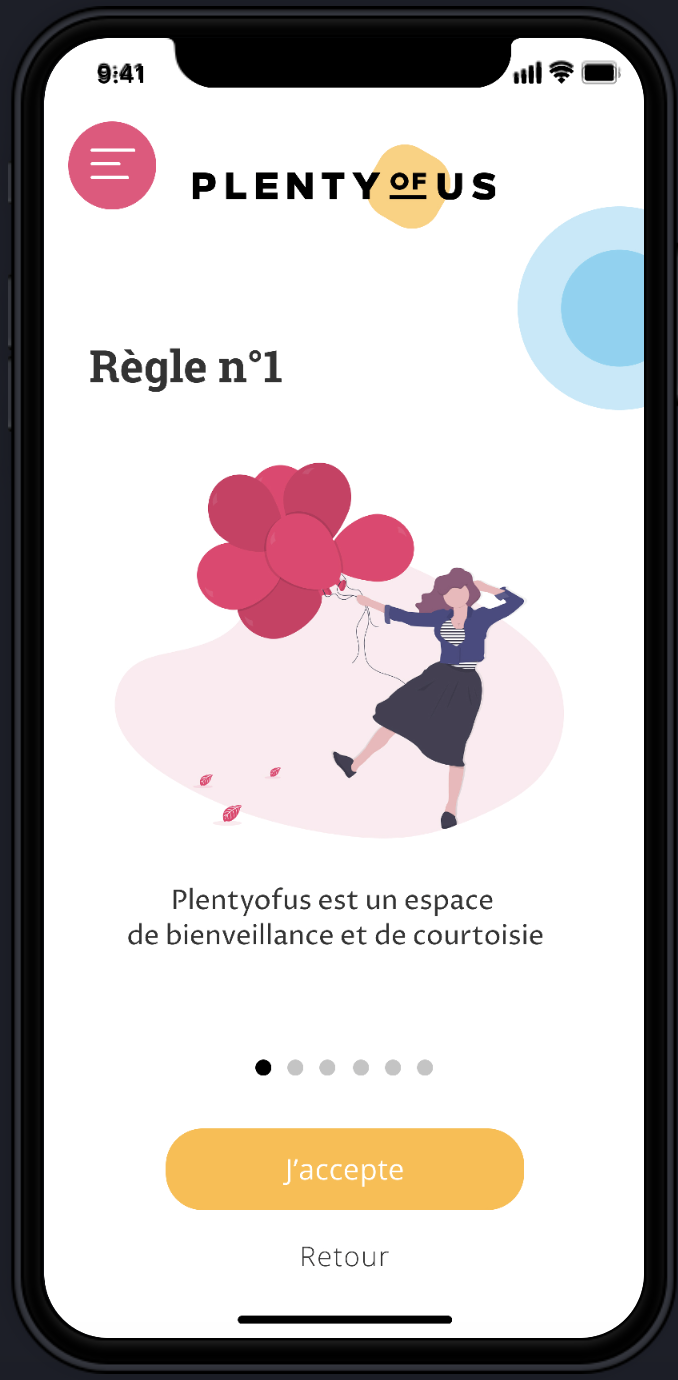 9:41
PLENTY OF US
Règle n°1
Plentyofus est un espace
de bienveillance et de courtoisie
J’accepte
Retour